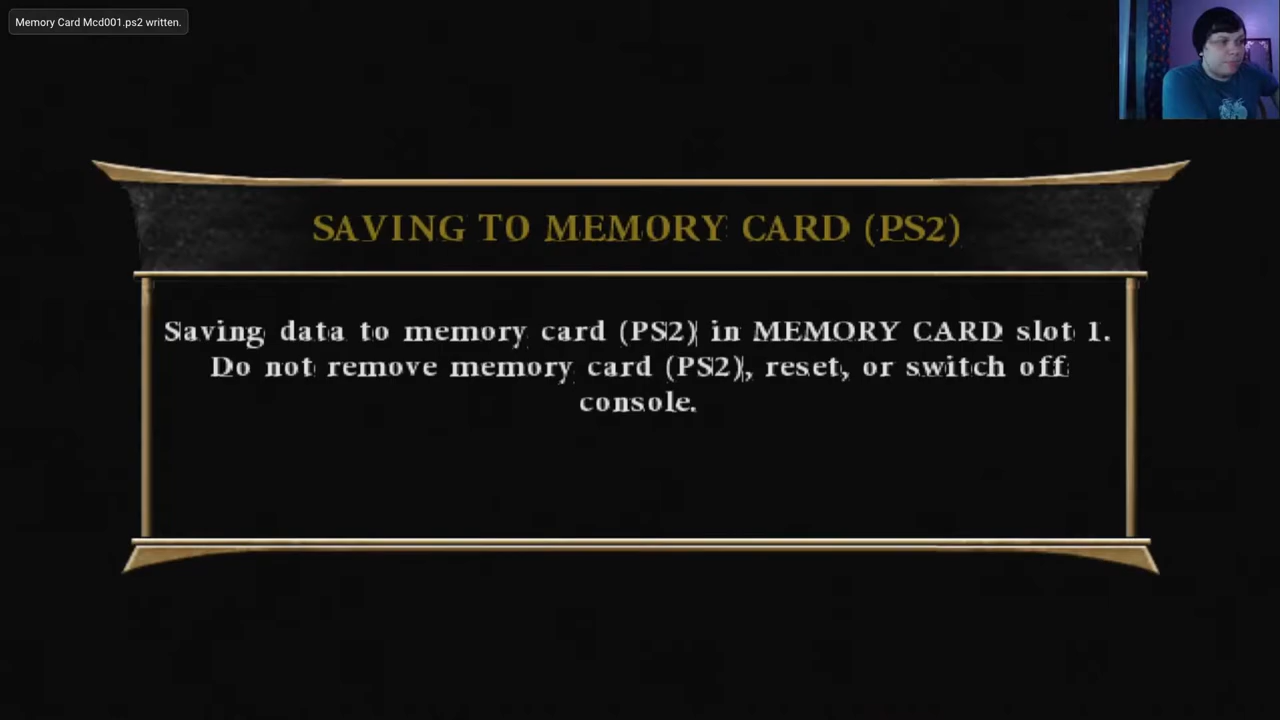 Memory Card Mcd001.ps2 written.
SAVING TO MEMORY CARD (PS2)
Saving data to memory card (PS2) in MEMORY CARD slot 1.
Do not remove memory card (PS2), reset, or switch off
console.